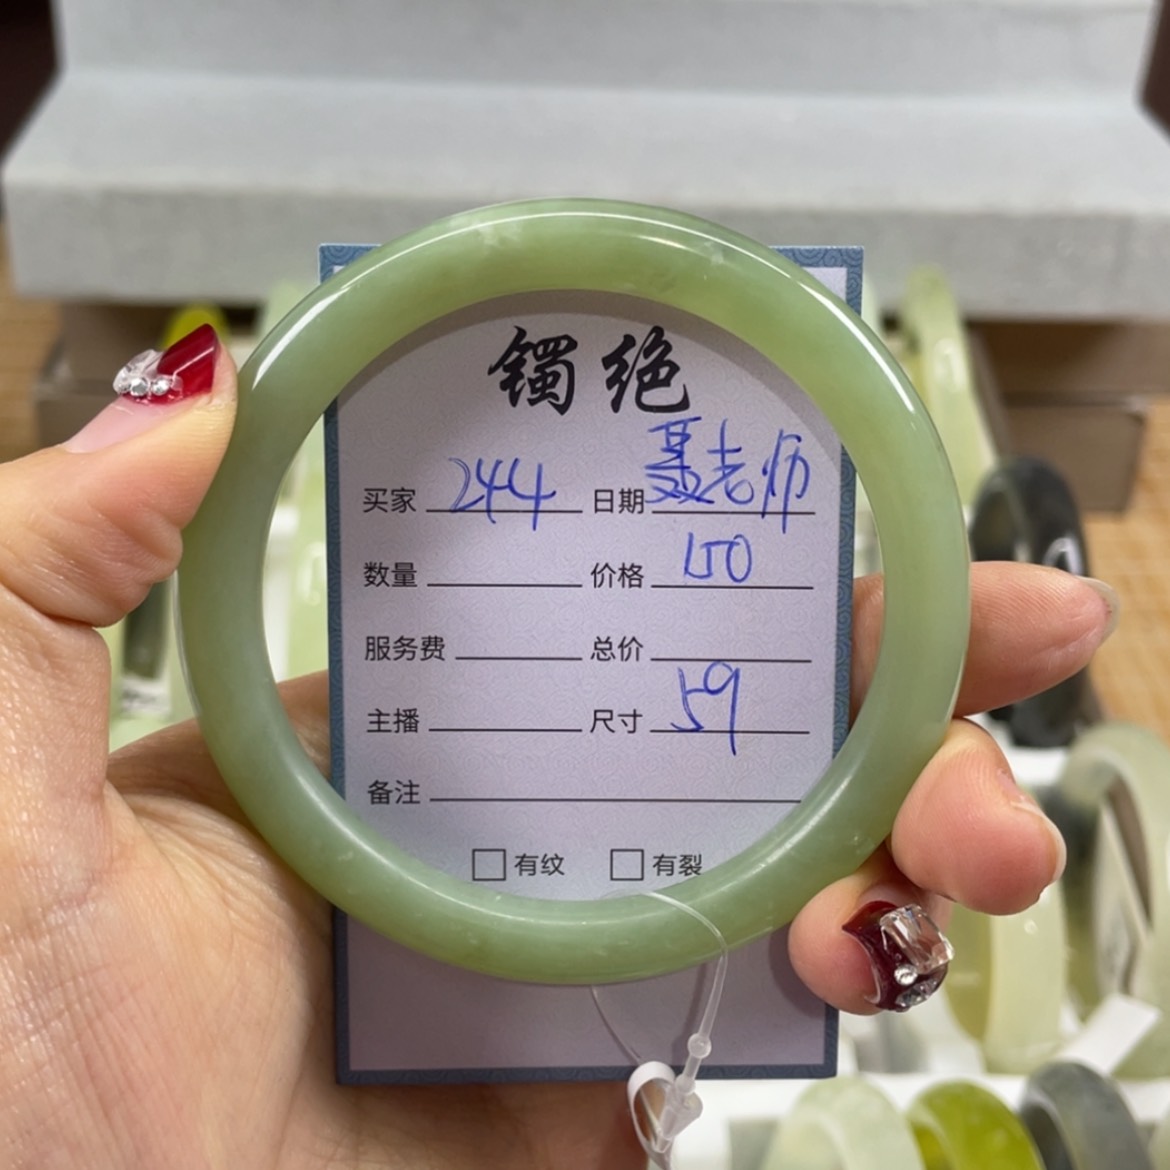 镯绝
买家 244 日期 聂老师
数量 价格 150
服务费 总价
主播 尺寸 59
备注
有纹 有裂